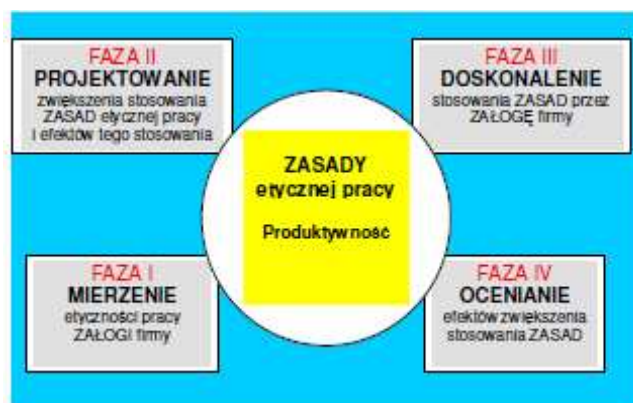 FAZA II
PROJEKTOWANIE
zwiększenia stosowania
ZASAD etycznej pracy
i efektów tego stosowania
FAZA III
DOSKONALENIE
stosowania ZASAD przez
ZAŁOGĘ firmy
ZASADY
etycznej pracy
Produktywność
FAZA I
MIERZENIE
etyczności pracy
ZAŁOGI firmy
FAZA IV
OCENIANIE
efektów zwiększenia
stosowania ZASAD